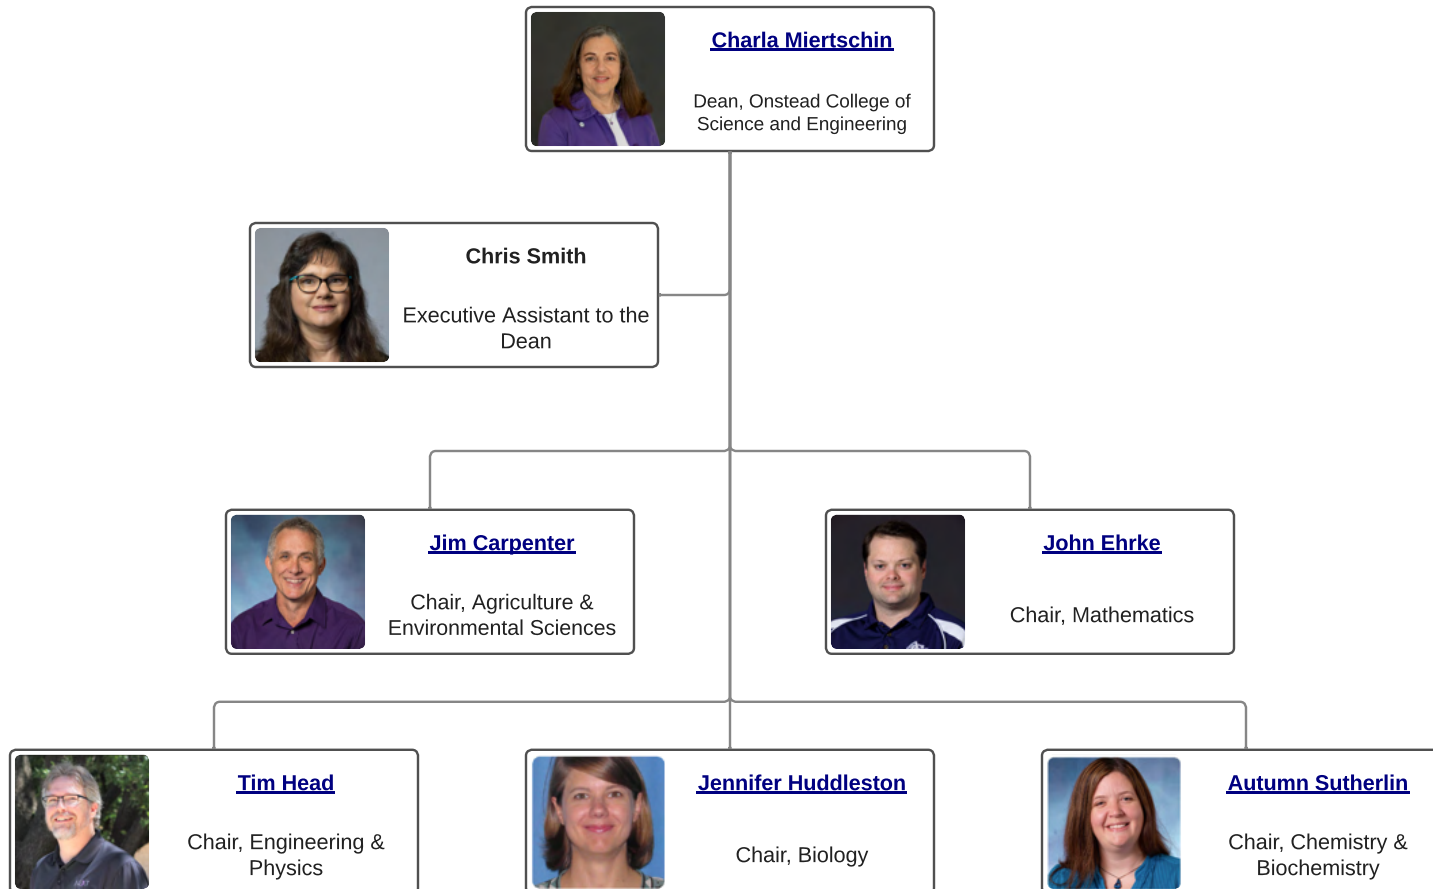 Charla Miertschin
Dean, Onstead College of
Science and Engineering
Chris Smith
Executive Assistant to the
Dean
Jim Carpenter
Chair, Agriculture &
Environmental Sciences
John Ehrke
Chair, Mathematics
Tim Head
Chair, Engineering &
Physics
Jennifer Huddleston
Chair, Biology
Autumn Sutherlin
Chair, Chemistry &
Biochemistry